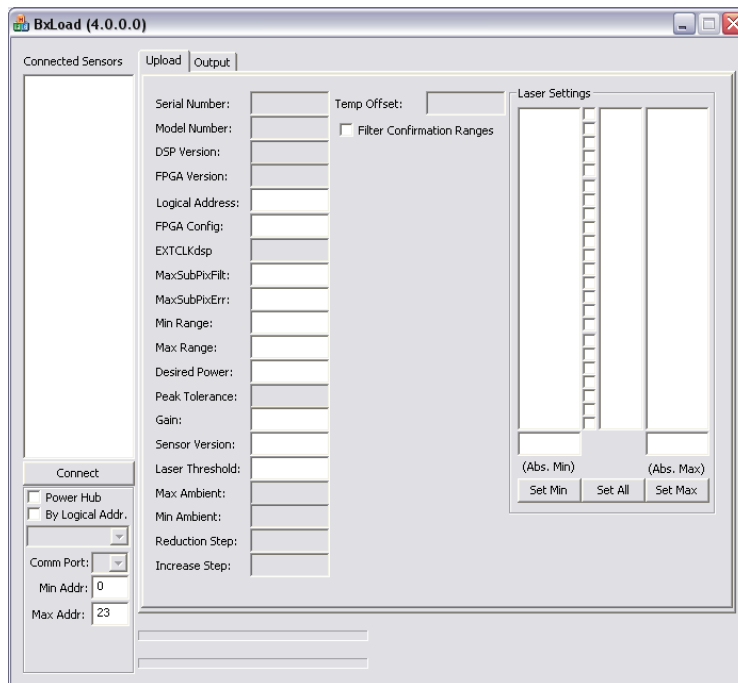 BxLoad (4.0.0.0)
Connected Sensors
Upload
Output
Serial Number:
Model Number:
DSP Version:
FPGA Version:
Logical Address:
FPGA Config:
EXTCLKdsp
MaxSubPixFilt:
MaxSubPixErr:
Min Range:
Max Range:
Desired Power:
Peak Tolerance:
Gain:
Sensor Version:
Laser Threshold:
Max Ambient:
Min Ambient:
Reduction Step:
Increase Step:
Temp Offset:
Filter Confirmation Ranges
Laser Settings
(Abs. Min)
(Abs. Max)
Set Min
Set All
Set Max
Connect
Power Hub
By Logical Addr.
Comm Port:
Min Addr: 0
Max Addr: 23